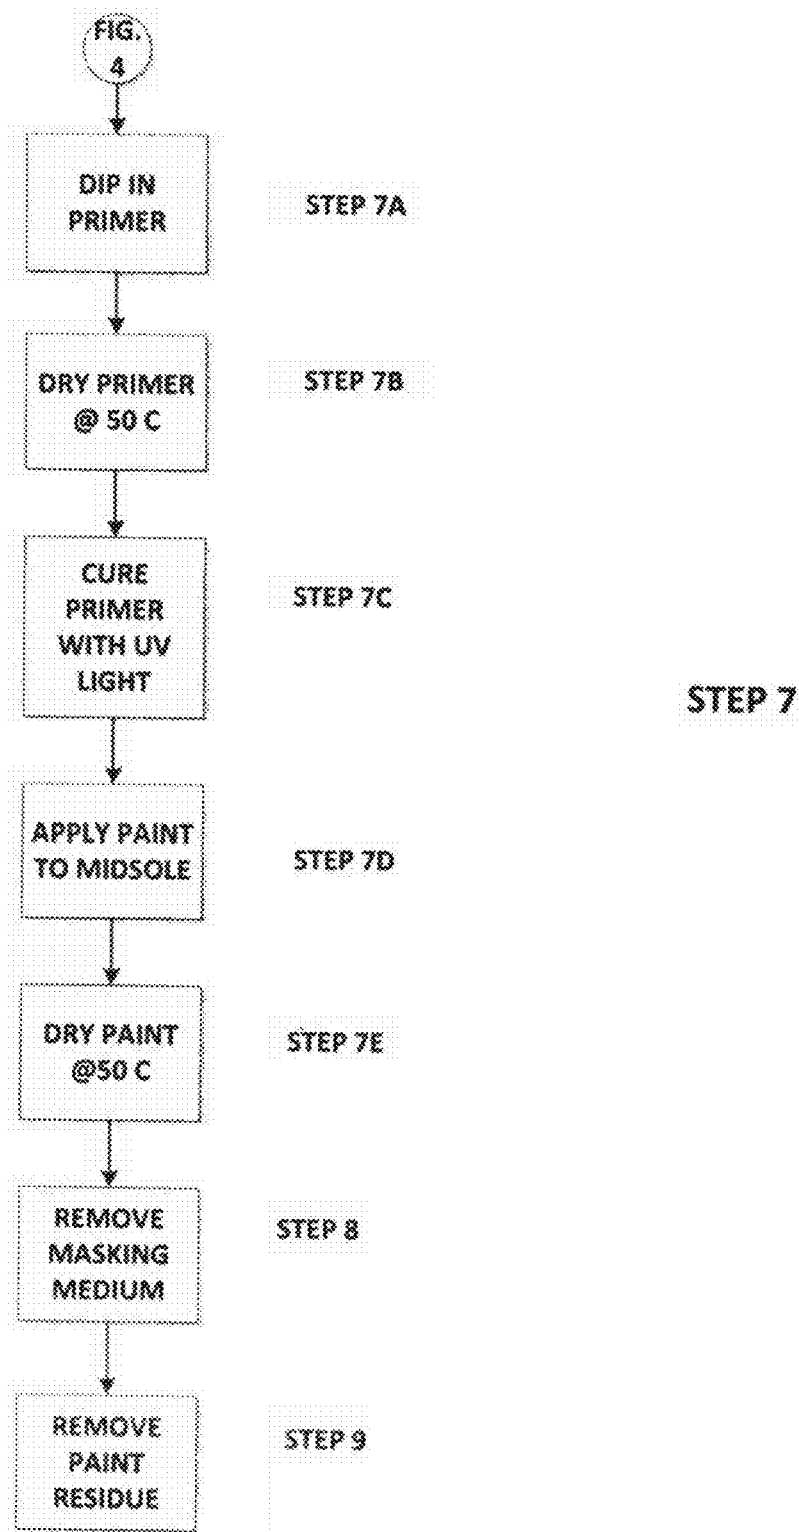 FIG.
4
DIP IN
PRIMER
STEP 7A
DRY PRIMER
@ 50 C
STEP 7B
CURE
PRIMER
WITH UV
LIGHT
STEP 7C
STEP 7
APPLY PAINT
TO MIDSOLE
STEP 7D
DRY PAINT
@50 C
STEP 7E
REMOVE
MASKING
MEDIUM
STEP 8
REMOVE
PAINT
RESIDUE
STEP 9